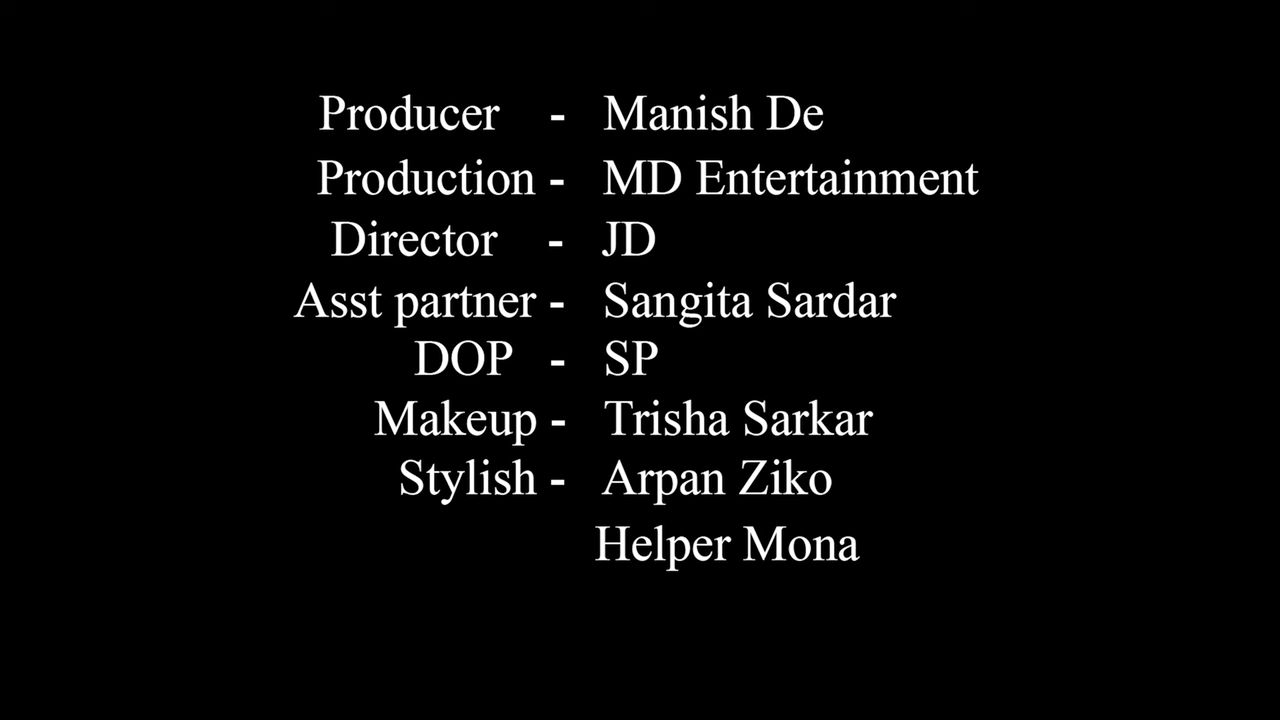 Producer - Manish De
Production - MD Entertainment
Director - JD
Asst partner - Sangita Sardar
DOP - SP
Makeup - Trisha Sarkar
Stylish - Arpan Ziko
Helper Mona